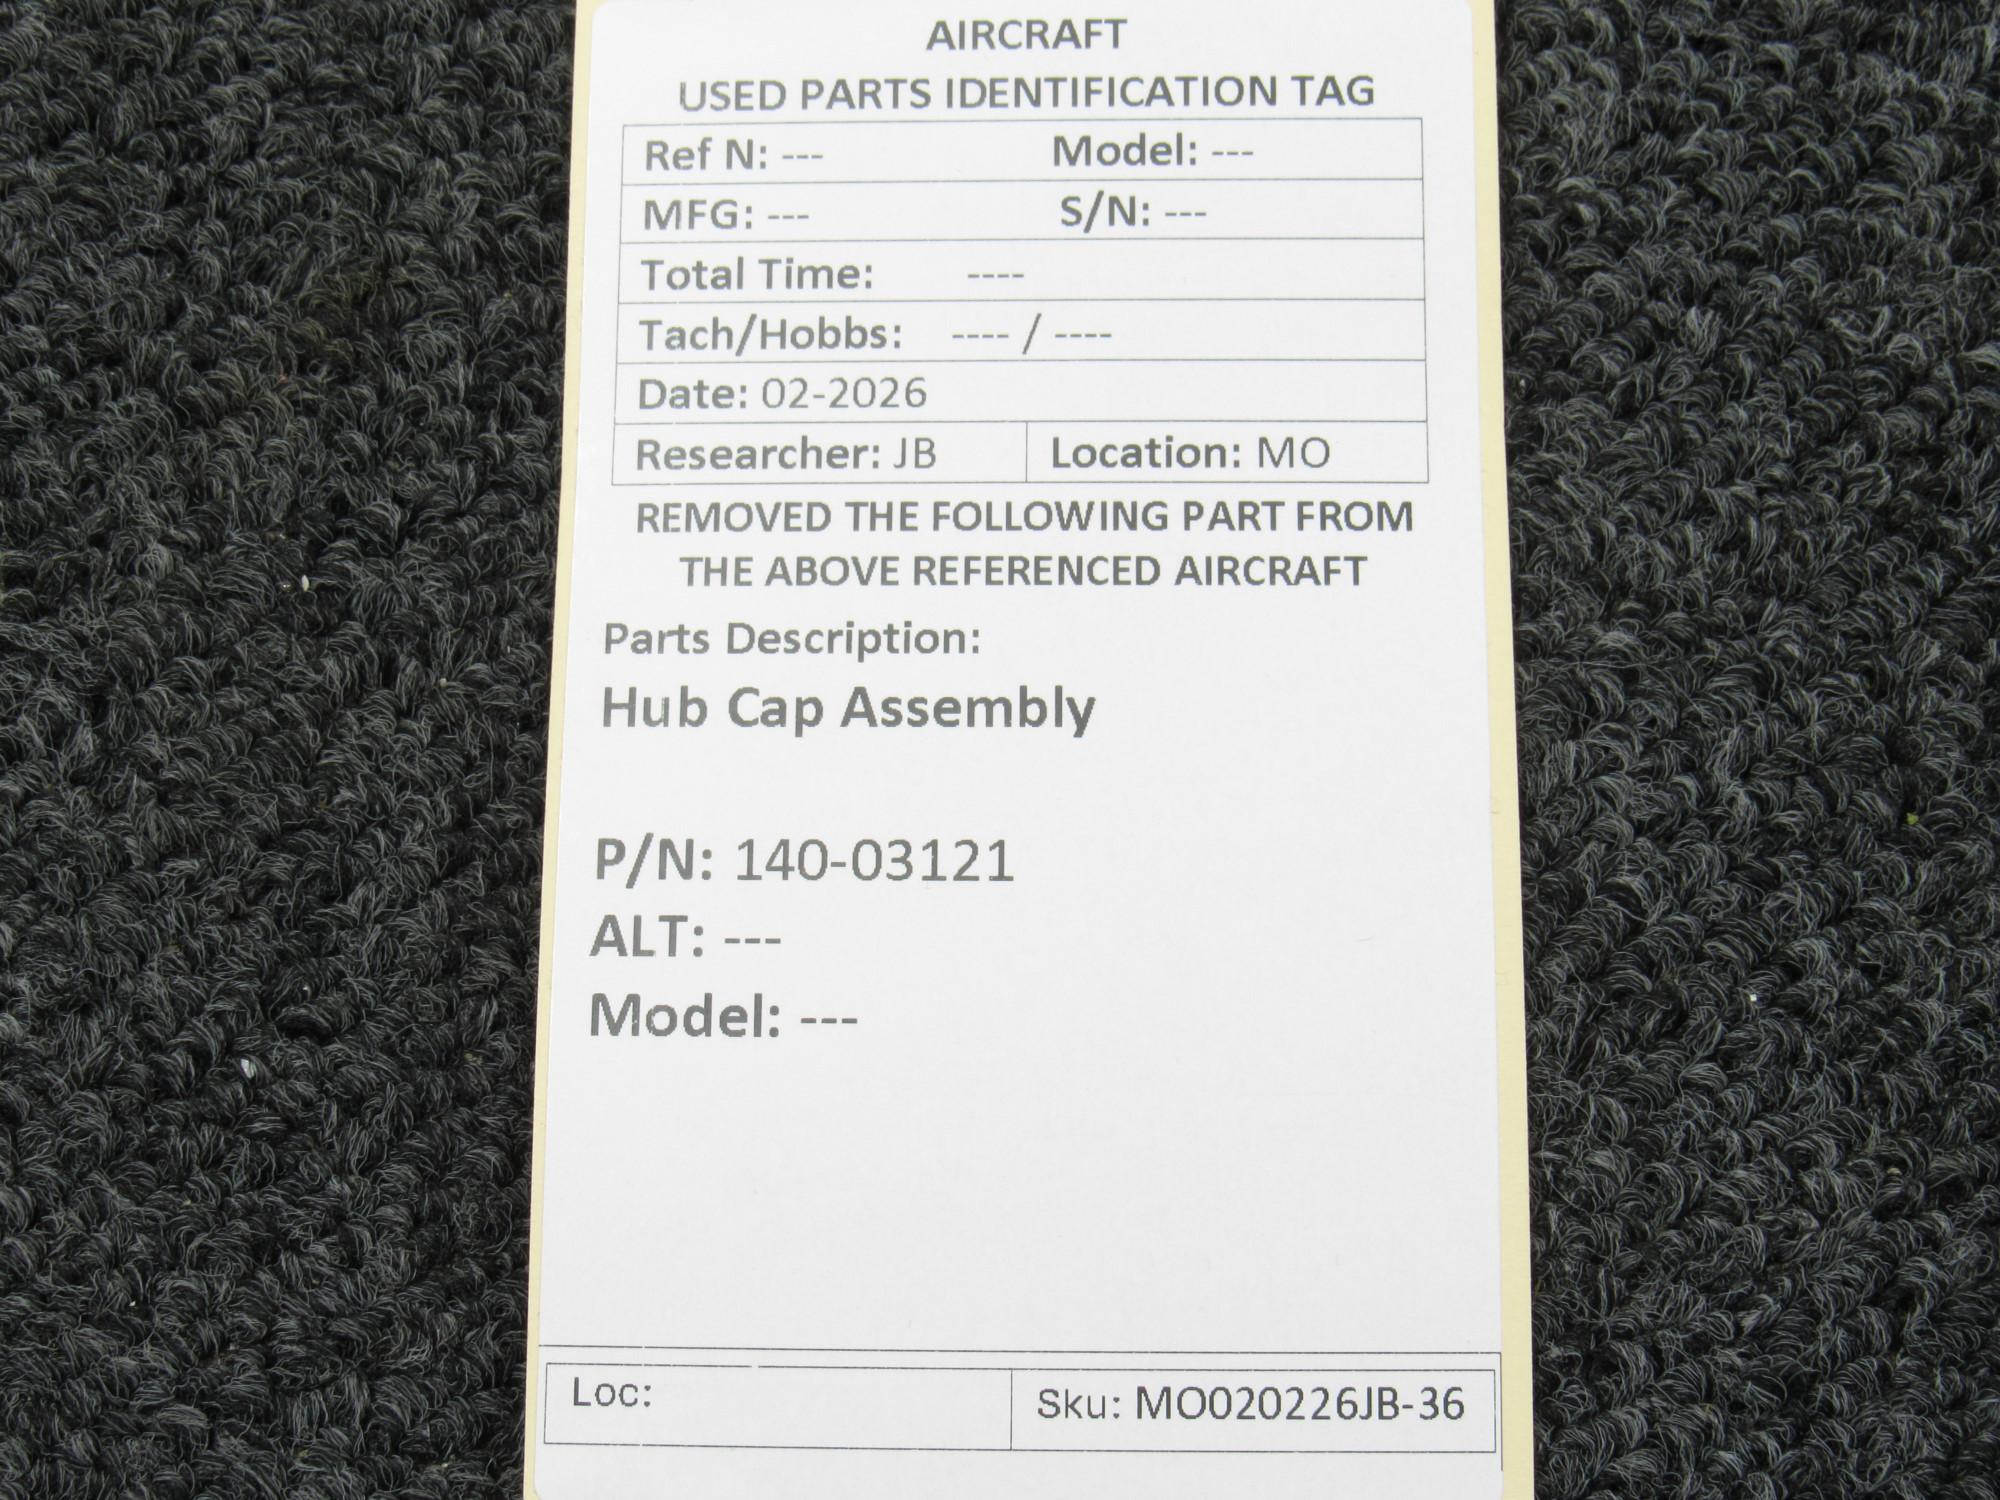 AIRCRAFT
USED PARTS IDENTIFICATION TAG
Ref N: --- Model: ---
MFG: --- S/N: ---
Total Time: ----
Tach/Hobbs: ---- / ----
Date: 02-2026
Researcher: JB Location: MO
REMOVED THE FOLLOWING PART FROM
THE ABOVE REFERENCED AIRCRAFT
Parts Description:
Hub Cap Assembly
P/N: 140-03121
ALT: ---
Model: ---
Loc: Sku: MO020226JB-36